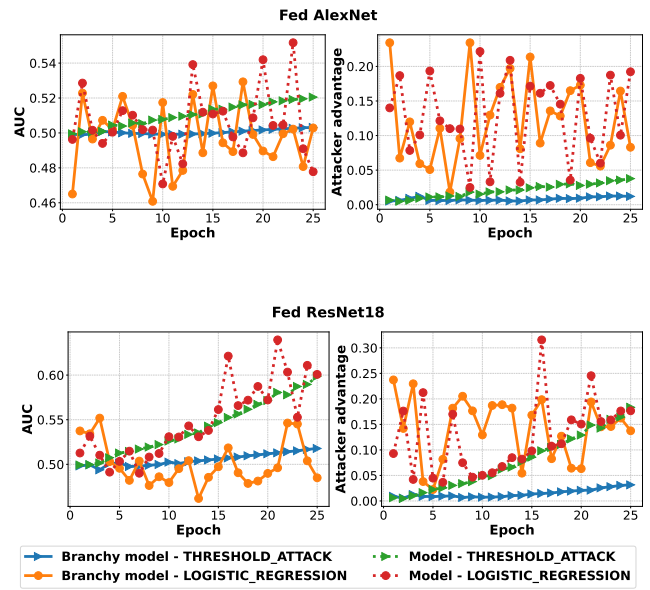 Fed AlexNet
AUC
0.54
0.52
0.50
0.48
0.46
0 5 10 15 20 25
Epoch
Attacker advantage
0.20
0.15
0.10
0.05
0.00
0 5 10 15 20 25
Epoch
Fed ResNet18
AUC
0.60
0.55
0.50
0 5 10 15 20 25
Epoch
Attacker advantage
0.30
0.25
0.20
0.15
0.10
0.05
0.00
0 5 10 15 20 25
Epoch
Branchy model - THRESHOLD_ATTACK
Branchy model - LOGISTIC_REGRESSION
Model - THRESHOLD_ATTACK
Model - LOGISTIC_REGRESSION